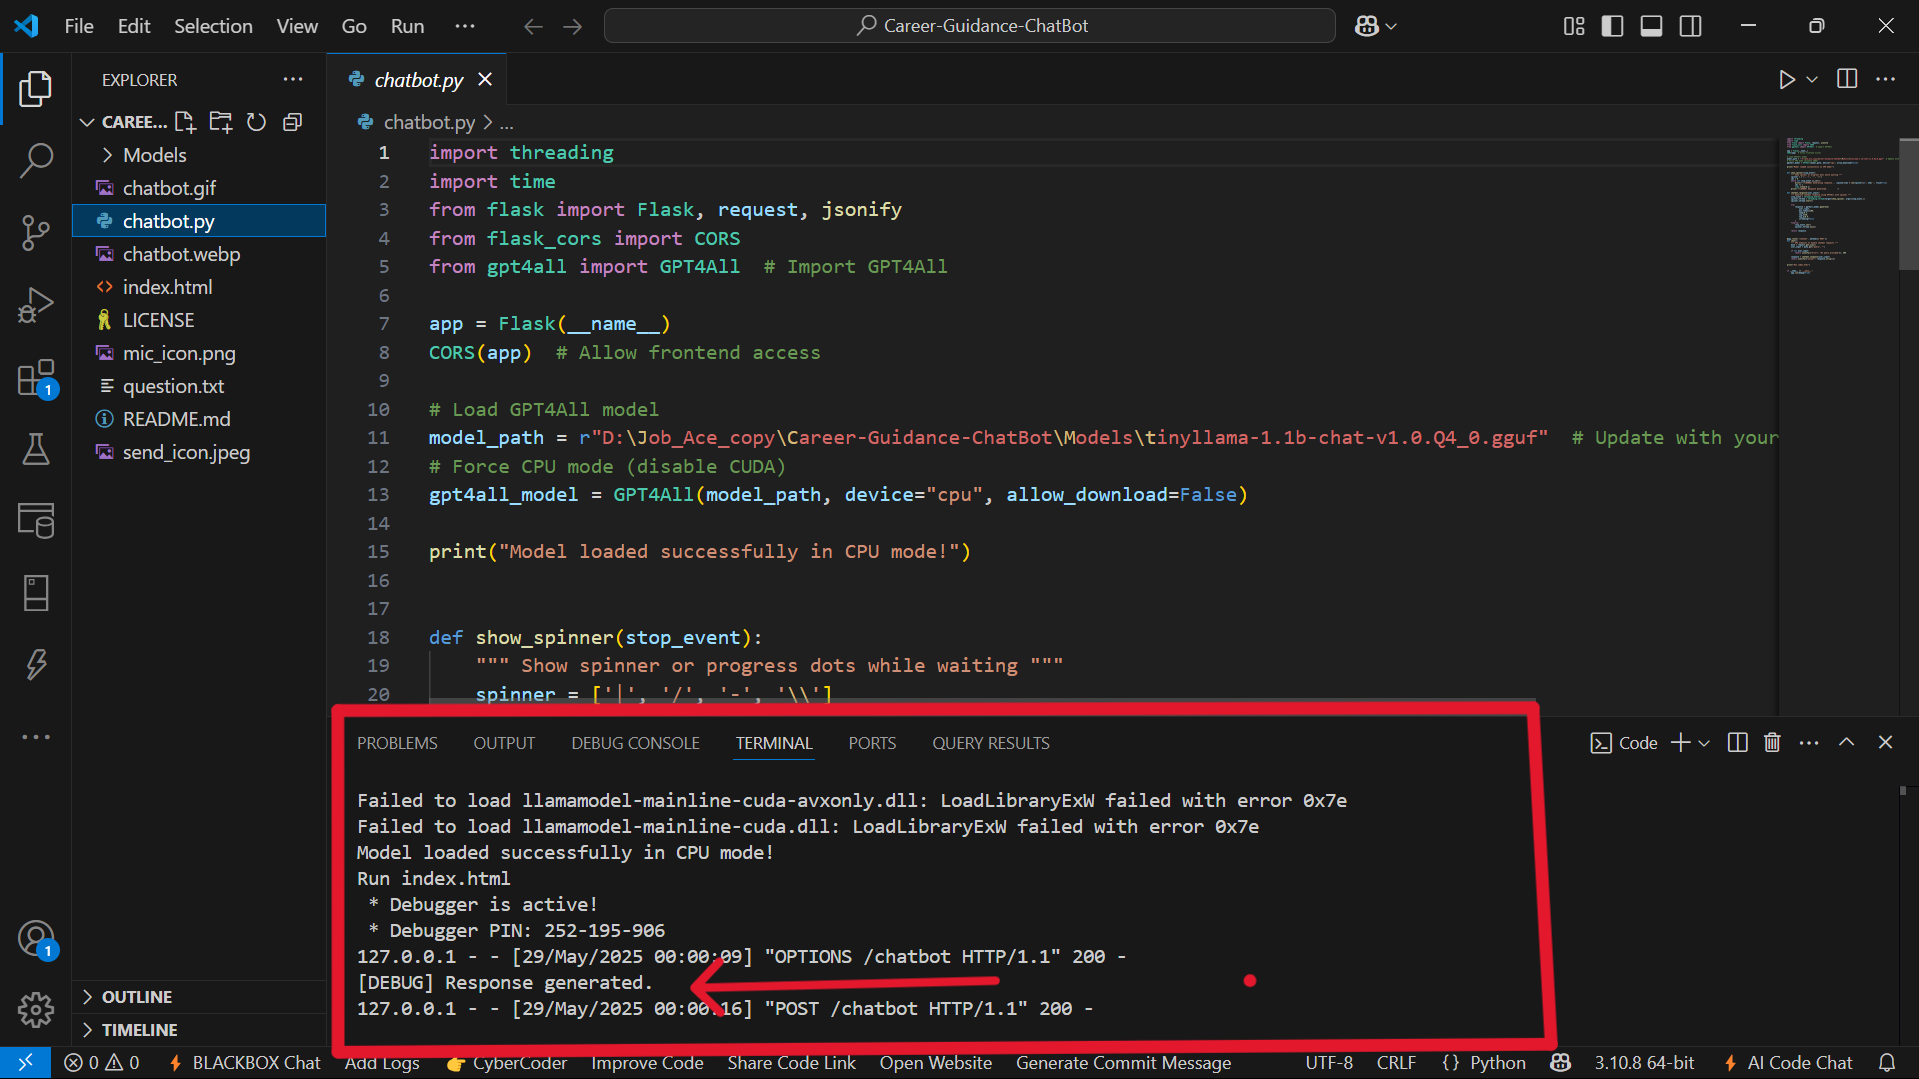 File Edit Selection View Go Run ··· Career-Guidance-ChatBot
EXPLORER
CAREE...
Models
chatbot.gif
chatbot.py
chatbot.webp
index.html
LICENSE
mic_icon.png
question.txt
README.md
send_icon.jpeg
OUTLINE
TIMELINE
1
1
chatbot.py
chatbot.py > ...
1 import threading
2 import time
3 from flask import Flask, request, jsonify
4 from flask_cors import CORS
5 from gpt4all import GPT4All  # Import GPT4All
6
7 app = Flask(__name__)
8 CORS(app)  # Allow frontend access
9
10 # Load GPT4All model
11 model_path = r"D:\Job_Ace_copy\Career-Guidance-ChatBot\Models\tinyllama-1.1b-chat-v1.0.Q4_0.gguf"  # Update with your
12 # Force CPU mode (disable CUDA)
13 gpt4all_model = GPT4All(model_path, device="cpu", allow_download=False)
14
15 print("Model loaded successfully in CPU mode!")
16
17
18 def show_spinner(stop_event):
19     """ Show spinner or progress dots while waiting """
20     spinner = ['|', '/', '-', '\\']
PROBLEMS OUTPUT DEBUG CONSOLE TERMINAL PORTS QUERY RESULTS Code
Failed to load llamamodel-mainline-cuda-avxonly.dll: LoadLibraryExW failed with error 0x7e
Failed to load llamamodel-mainline-cuda.dll: LoadLibraryExW failed with error 0x7e
Model loaded successfully in CPU mode!
Run index.html
 * Debugger is active!
 * Debugger PIN: 252-195-906
127.0.0.1 - - [29/May/2025 00:00:09] "OPTIONS /chatbot HTTP/1.1" 200 -
[DEBUG] Response generated.
127.0.0.1 - - [29/May/2025 00:00:16] "POST /chatbot HTTP/1.1" 200 -
0 0 BLACKBOX Chat Add Logs CyberCoder Improve Code Share Code Link Open Website Generate Commit Message UTF-8 CRLF {} Python 3.10.8 64-bit AI Code Chat